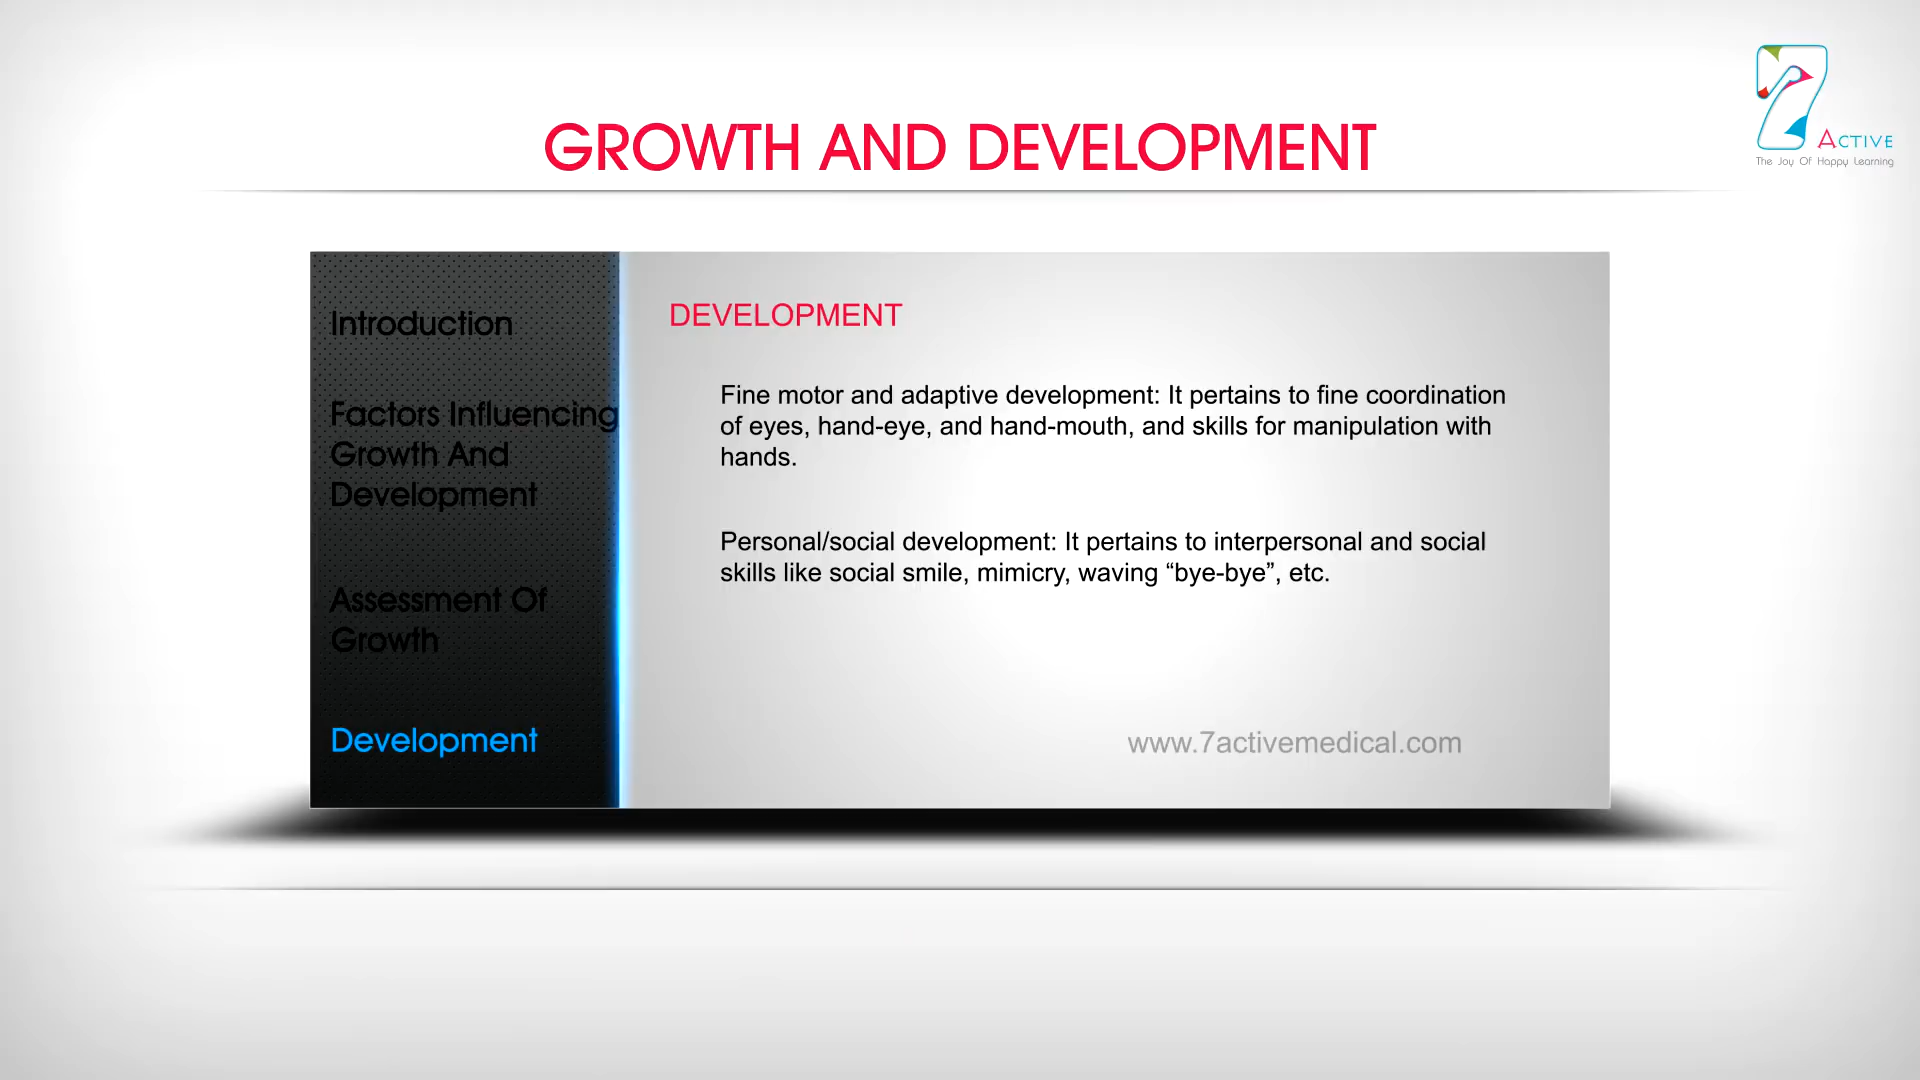 GROWTH AND DEVELOPMENT
7
ACTIVE
The Joy Of Happy Learning
Introduction
Factors Influencing
Growth And
Development
Assessment Of
Growth
Development
DEVELOPMENT
Fine motor and adaptive development: It pertains to fine coordination
of eyes, hand-eye, and hand-mouth, and skills for manipulation with
hands.
Personal/social development: It pertains to interpersonal and social
skills like social smile, mimicry, waving “bye-bye”, etc.
www.7activemedical.com